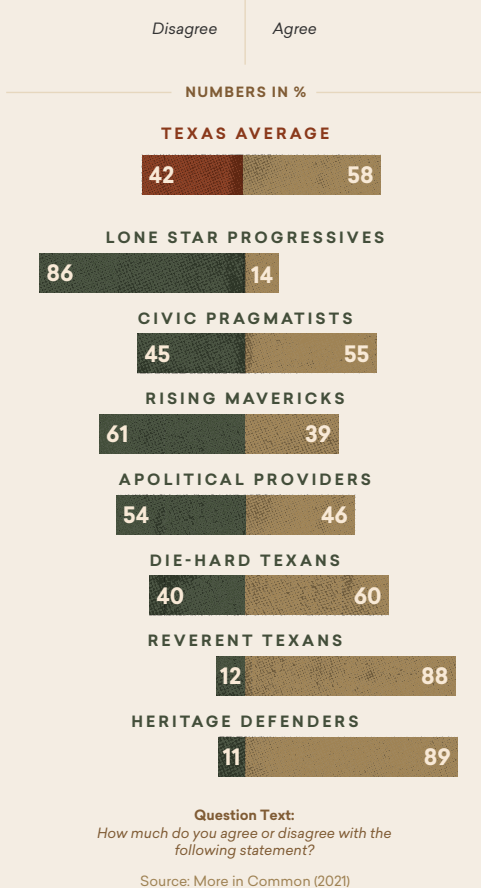 Disagree Agree
NUMBERS IN %
TEXAS AVERAGE
42 58
LONE STAR PROGRESSIVES
86 14
CIVIC PRAGMATISTS
45 55
RISING MAVERICKS
61 39
APOLITICAL PROVIDERS
54 46
DIE-HARD TEXANS
40 60
REVERENT TEXANS
12 88
HERITAGE DEFENDERS
11 89
Question Text:
How much do you agree or disagree with the
following statement?
Source: More in Common (2021)